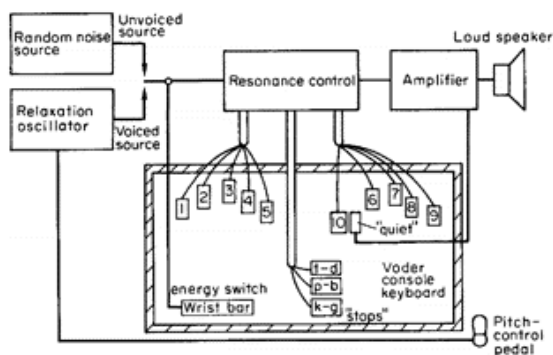 Random noise
source
Unvoiced
source
Relaxation
oscillator
Voiced
source
Resonance control
Amplifier
Loud speaker
1
2
3
4
5
10
"quiet"
6
7
8
9
t-d
p-b
k-g
"stops"
energy switch
Wrist bar
Voder
console
keyboard
Pitch-
control
pedal